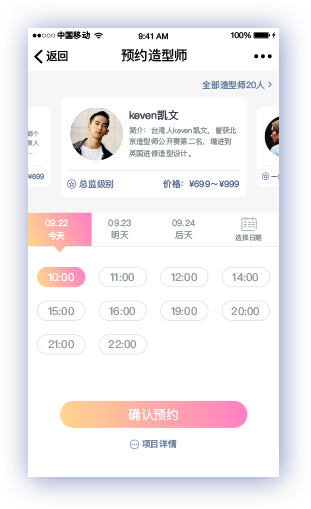 中国移动 9:41 AM 100%
返回 预约造型师
全部造型师20人 >
keven凯文
简介：台湾人keven凯文，曾获北
京造型师公开赛第二名，增进到
英国进修造型设计。
¥699
总监级别 价格：¥699～¥999
09.22 09.23 09.24
今天 明天 后天 选择日期
10:00 11:00 12:00 14:00
15:00 16:00 19:00 20:00
21:00 22:00
确认预约
项目详情